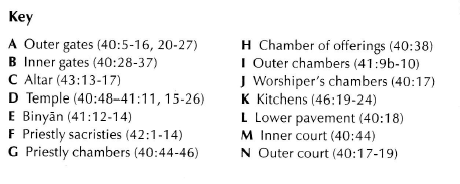 Key
A Outer gates (40:5-16, 20-27)
B Inner gates (40:28-37)
C Altar (43:13-17)
D Temple (40:48=41:11, 15-26)
E Binyān (41:12-14)
F Priestly sacristies (42:1-14)
G Priestly chambers (40:44-46)
H Chamber of offerings (40:38)
I Outer chambers (41:9b-10)
J Worshiper's chambers (40:17)
K Kitchens (46:19-24)
L Lower pavement (40:18)
M Inner court (40:44)
N Outer court (40:17-19)